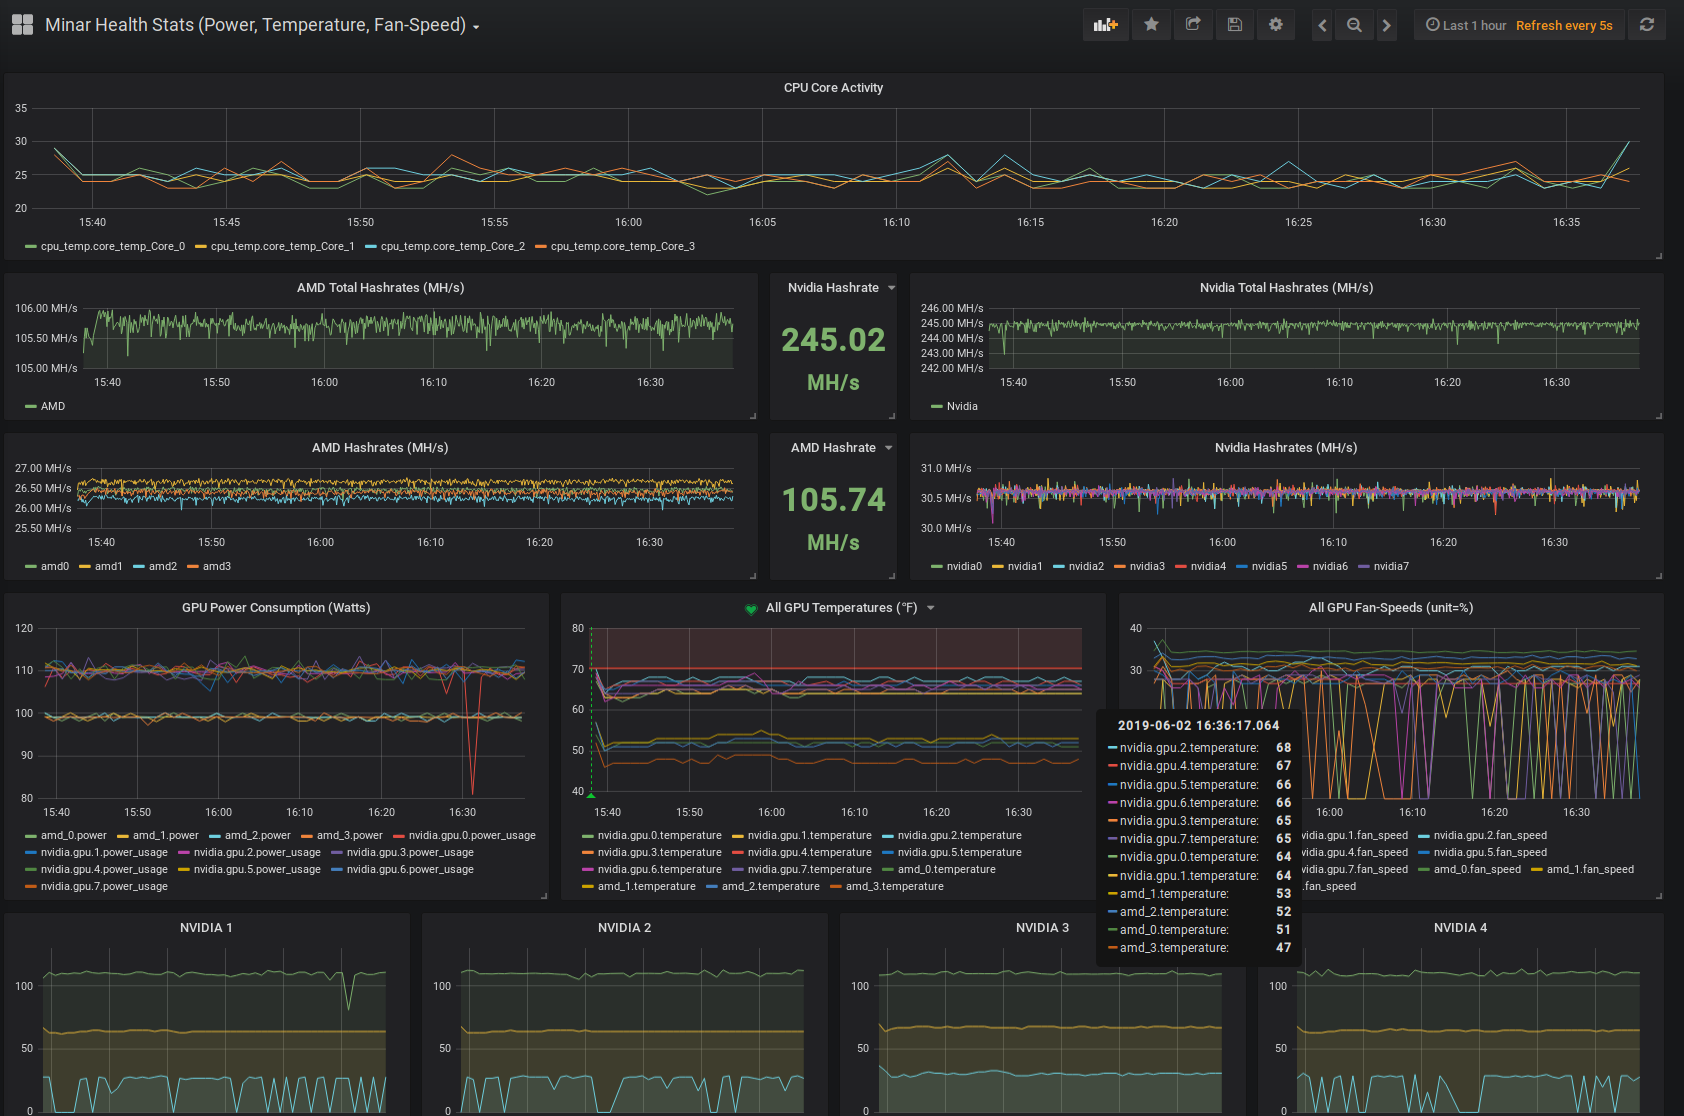 Minar Health Stats (Power, Temperature, Fan-Speed)
Last 1 hour Refresh every 5s
CPU Core Activity
35
30
25
20
15:40 15:45 15:50 15:55 16:00 16:05 16:10 16:15 16:20 16:25 16:30 16:35
cpu_temp.core_temp_Core_0 cpu_temp.core_temp_Core_1 cpu_temp.core_temp_Core_2 cpu_temp.core_temp_Core_3
AMD Total Hashrates (MH/s)
106.00 MH/s
105.50 MH/s
105.00 MH/s
15:40 15:50 16:00 16:10 16:20 16:30
AMD
Nvidia Hashrate
245.02
MH/s
Nvidia Total Hashrates (MH/s)
246.00 MH/s
245.00 MH/s
244.00 MH/s
243.00 MH/s
242.00 MH/s
15:40 15:50 16:00 16:10 16:20 16:30
Nvidia
AMD Hashrates (MH/s)
27.00 MH/s
26.50 MH/s
26.00 MH/s
25.50 MH/s
15:40 15:50 16:00 16:10 16:20 16:30
amd0 amd1 amd2 amd3
AMD Hashrate
105.74
MH/s
Nvidia Hashrates (MH/s)
31.0 MH/s
30.5 MH/s
30.0 MH/s
15:40 15:50 16:00 16:10 16:20 16:30
nvidia0 nvidia1 nvidia2 nvidia3 nvidia4 nvidia5 nvidia6 nvidia7
GPU Power Consumption (Watts)
120
110
100
90
80
15:40 15:50 16:00 16:10 16:20 16:30
amd_0.power amd_1.power amd_2.power amd_3.power nvidia.gpu.0.power_usage
nvidia.gpu.1.power_usage nvidia.gpu.2.power_usage nvidia.gpu.3.power_usage
nvidia.gpu.4.power_usage nvidia.gpu.5.power_usage nvidia.gpu.6.power_usage
nvidia.gpu.7.power_usage
All GPU Temperatures (°F)
80
70
60
50
40
15:40 15:50 16:00 16:10 16:20 16:30
nvidia.gpu.0.temperature nvidia.gpu.1.temperature nvidia.gpu.2.temperature
nvidia.gpu.3.temperature nvidia.gpu.4.temperature nvidia.gpu.5.temperature
nvidia.gpu.6.temperature nvidia.gpu.7.temperature amd_0.temperature
amd_1.temperature amd_2.temperature amd_3.temperature
All GPU Fan-Speeds (unit=%)
40
30
16:00 16:10 16:20 16:30
vidia.gpu.1.fan_speed nvidia.gpu.2.fan_speed
vidia.gpu.4.fan_speed nvidia.gpu.5.fan_speed
vidia.gpu.7.fan_speed amd_0.fan_speed amd_1.fan_speed
.fan_speed
2019-06-02 16:36:17.064
nvidia.gpu.2.temperature: 68
nvidia.gpu.4.temperature: 67
nvidia.gpu.5.temperature: 66
nvidia.gpu.6.temperature: 66
nvidia.gpu.3.temperature: 65
nvidia.gpu.7.temperature: 65
nvidia.gpu.0.temperature: 64
nvidia.gpu.1.temperature: 64
amd_1.temperature: 53
amd_2.temperature: 52
amd_0.temperature: 51
amd_3.temperature: 47
NVIDIA 1
100
50
0
NVIDIA 2
100
50
0
NVIDIA 3
100
50
0
NVIDIA 4
100
50
0